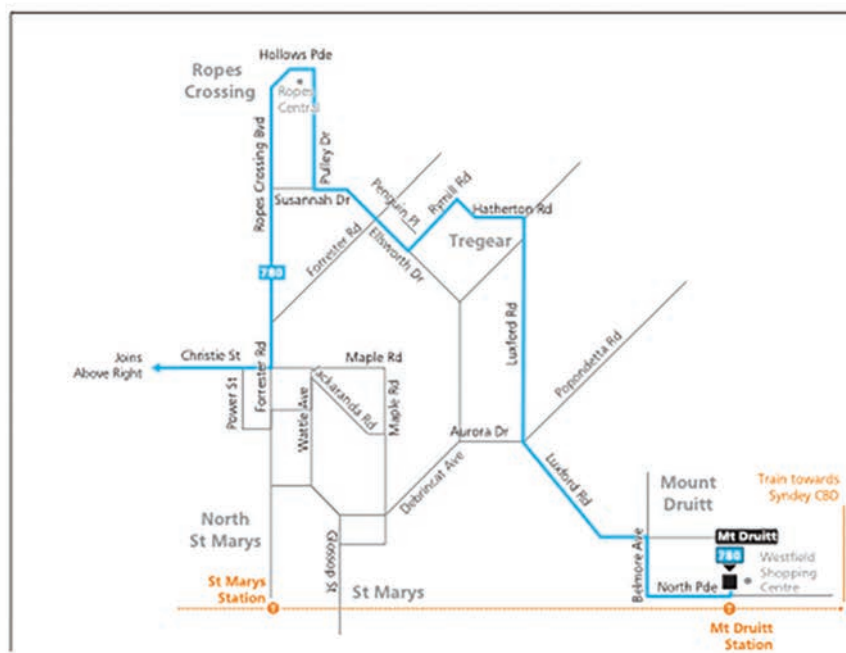 Hollows Pde
Ropes
Crossing
Ropes
Central
Ropes Crossing Bvd
Pulley Dr
Susannah Dr
Penguin Pl
Rymill Rd
Hatherton Rd
Forrester Rd
Ellsworth Dr
Tregear
780
Luxford Rd
Popondetta Rd
Joins
Above Right
Christie St
Forrester Rd
Maple Rd
Power St
Wattle Ave
Jackaranda Rd
Maple Rd
Aurora Dr
Debrincat Ave
Luxford Rd
Mount
Druitt
Train towards
Syndey CBD
North
St Marys
Glossop St
Belmore Ave
Mt Druitt
780
Westfield
Shopping
Centre
St Marys
Station
St Marys
North Pde
T
T
Mt Druitt
Station